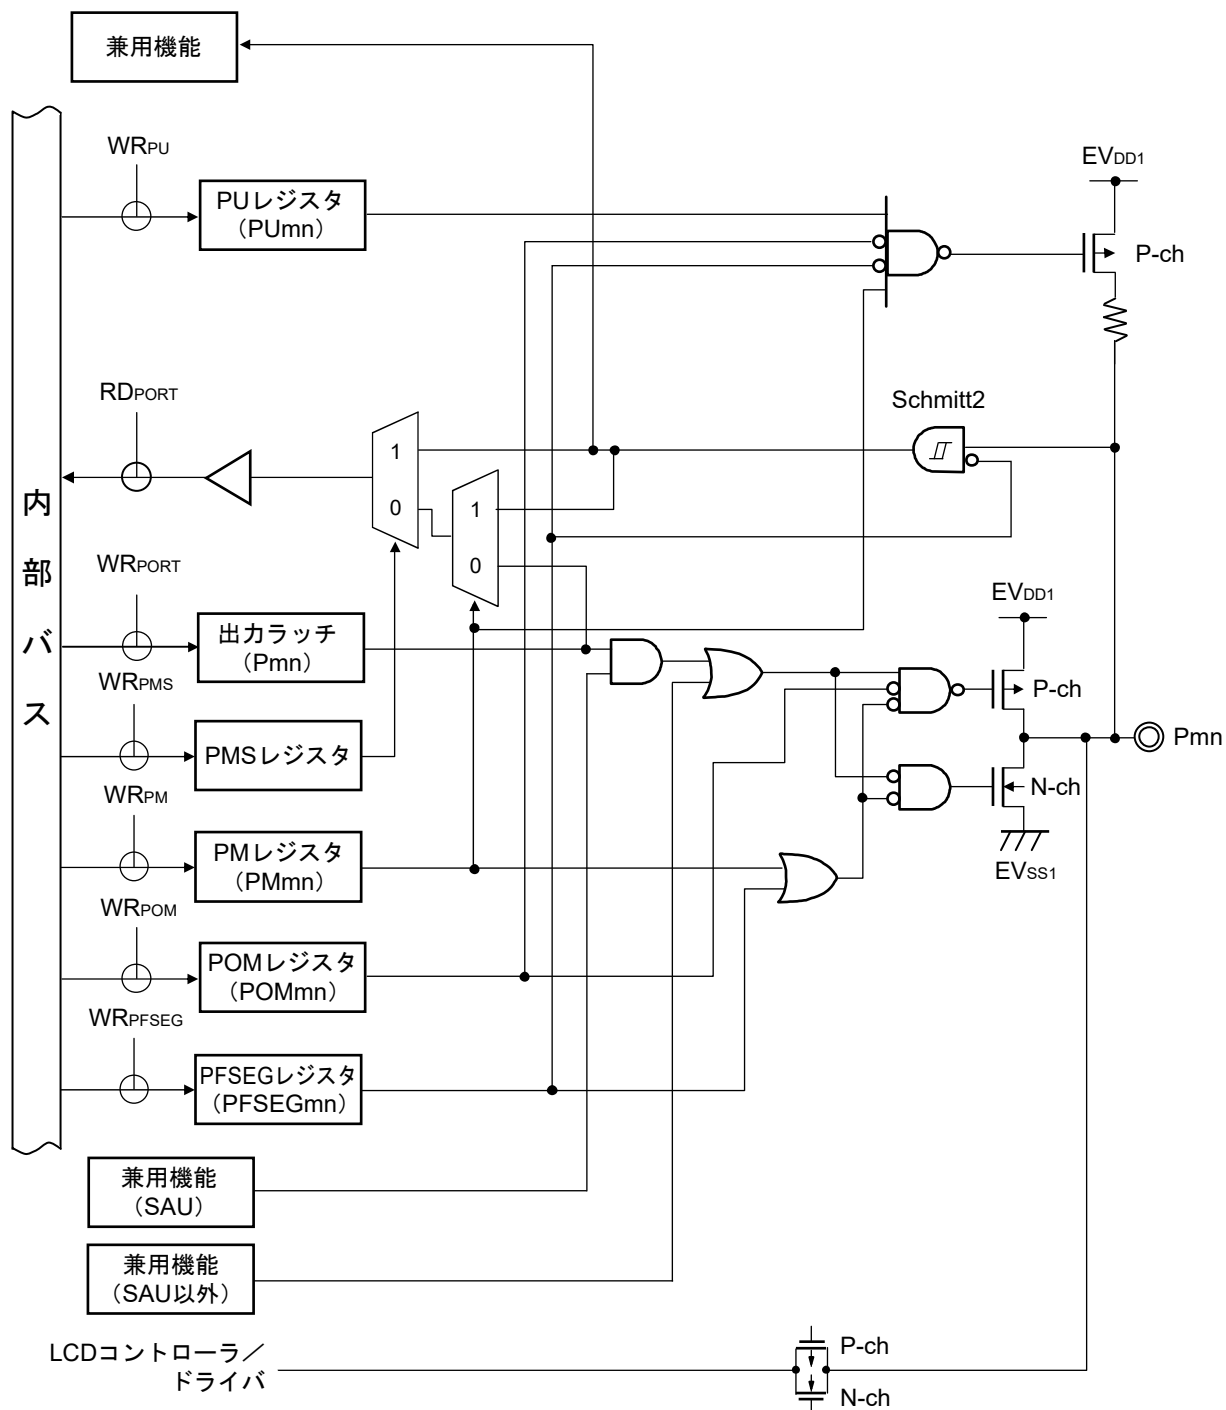 兼用機能
WRPU
PUレジスタ
（PUmn）
EVDD1
P-ch
RDPORT
Schmitt2
1
0
1
0
内部バス
WRPORT
出力ラッチ
（Pmn）
EVDD1
P-ch
WRPMS
PMSレジスタ
Pmn
N-ch
WRPM
PMレジスタ
（PMmn）
EVSS1
WRPOM
POMレジスタ
（POMmn）
WRPFSEG
PFSEGレジスタ
（PFSEGmn）
兼用機能
（SAU）
兼用機能
（SAU以外）
LCDコントローラ／
ドライバ
P-ch
N-ch